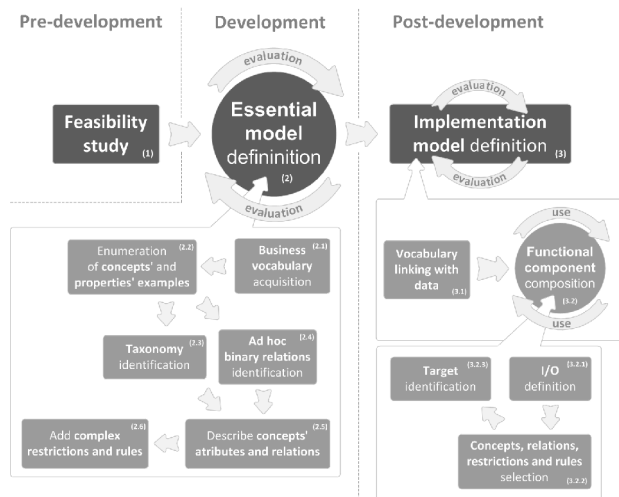 Pre-development
Development
Post-development
evaluation
Feasibility
study
(1)
Essential
model
defininition
(2)
evaluation
evaluation
Implementation
model definition
(3)
evaluation
Enumeration
(2.2)
of concepts' and
properties' examples
Business
(2.1)
vocabulary
acquisition
Taxonomy
(2.3)
identification
Ad hoc
(2.4)
binary relations
identification
Add complex
(2.6)
restrictions and rules
Describe concepts'
(2.5)
atributes and relations
use
Vocabulary
linking with
data
(3.1)
Functional
component
composition
(3.2)
use
Target
(3.2.3)
identification
I/O
(3.2.1)
definition
Concepts, relations,
restrictions and rules
selection
(3.2.2)